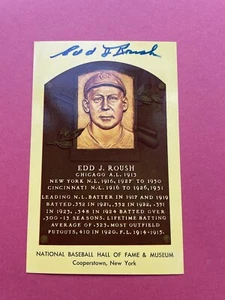 Edd J Roush
EDD J. ROUSH
CHICAGO A.L. 1913
NEW YORK N.L. 1916, 1927 TO 1930
CINCINNATI N.L. 1916 TO 1926, 1931
LEADING N.L. BATTER IN 1917 AND 1919
BATTED .352 IN 1921, .352 IN 1922, .351
IN 1923, .348 IN 1924 BATTED OVER
.300 - 13 SEASONS. LIFETIME BATTING
AVERAGE OF .323. MOST OUTFIELD
PUTOUTS, 410 IN 1920. F.L. 1914-1915.
NATIONAL BASEBALL HALL OF FAME & MUSEUM
Cooperstown, New York